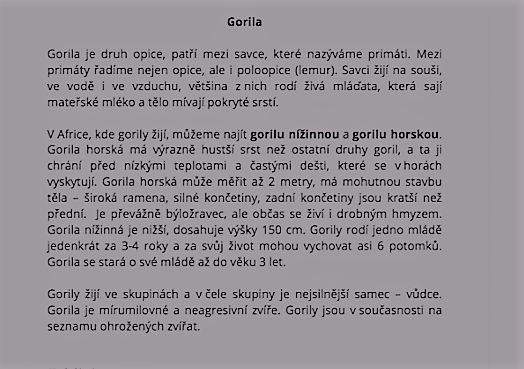 Gorila
Gorila je druh opice, patří mezi savce, které nazýváme primáti. Mezi
primáty řadíme nejen opice, ale i poloopice (lemur). Savci žijí na souši,
ve vodě i ve vzduchu, většina z nich rodí živá mláďata, která sají
mateřské mléko a tělo mívají pokryté srstí.
V Africe, kde gorily žijí, můžeme najít gorilu nížinnou a gorilu horskou.
Gorila horská má výrazně hustší srst než ostatní druhy goril, a ta ji
chrání před nízkými teplotami a častými dešti, které se v horách
vyskytují. Gorila horská může měřit až 2 metry, má mohutnou stavbu
těla – široká ramena, silné končetiny, zadní končetiny jsou kratší než
přední. Je převážně býložravec, ale občas se živí i drobným hmyzem.
Gorila nížinná je nižší, dosahuje výšky 150 cm. Gorily rodí jedno mládě
jedenkrát za 3-4 roky a za svůj život mohou vychovat asi 6 potomků.
Gorila se stará o své mládě až do věku 3 let.
Gorily žijí ve skupinách a v čele skupiny je nejsilnější samec – vůdce.
Gorila je mírumilovné a neagresivní zvíře. Gorily jsou v současnosti na
seznamu ohrožených zvířat.